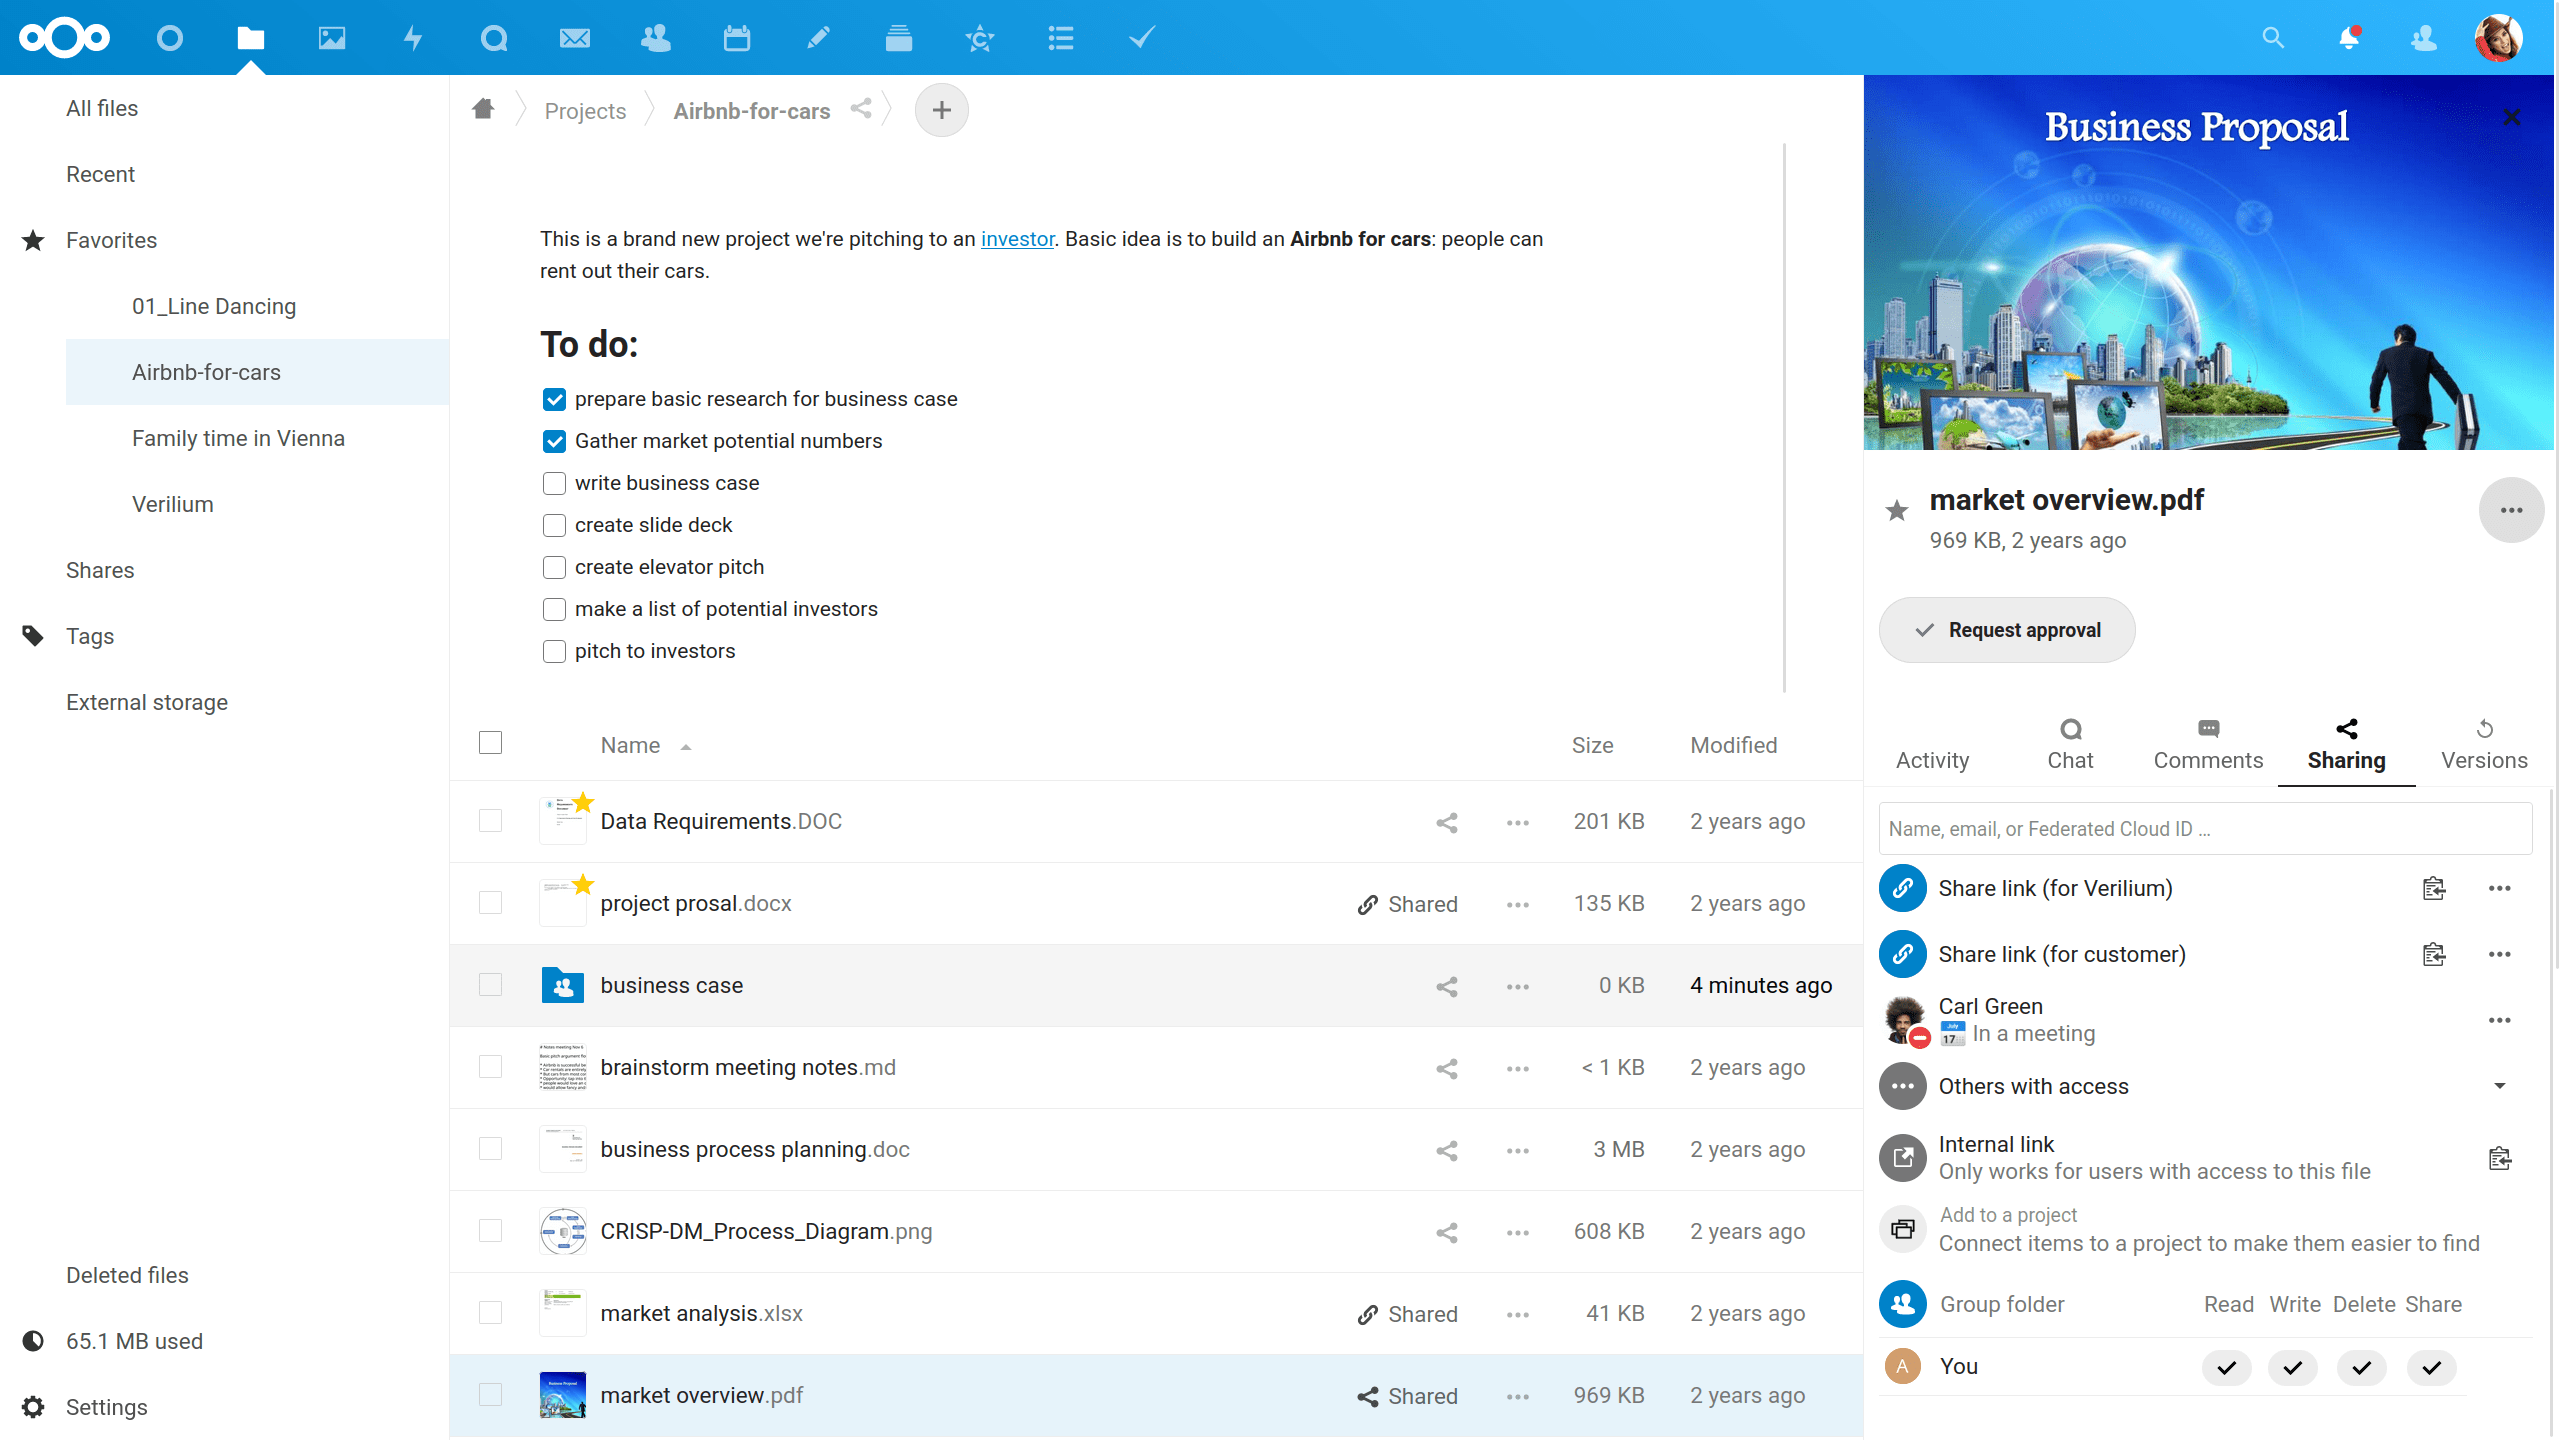 All files
Recent
Favorites
01_Line Dancing
Airbnb-for-cars
Family time in Vienna
Verilium
Shares
Tags
External storage
Deleted files
65.1 MB used
Settings
Projects
Airbnb-for-cars
This is a brand new project we're pitching to an investor. Basic idea is to build an Airbnb for cars: people can
rent out their cars.
To do:
prepare basic research for business case
Gather market potential numbers
write business case
create slide deck
create elevator pitch
make a list of potential investors
pitch to investors
Name Size Modified
Data Requirements.DOC 201 KB 2 years ago
project prosal.docx Shared 135 KB 2 years ago
business case 0 KB 4 minutes ago
brainstorm meeting notes.md < 1 KB 2 years ago
business process planning.doc 3 MB 2 years ago
CRISP-DM_Process_Diagram.png 608 KB 2 years ago
market analysis.xlsx Shared 41 KB 2 years ago
market overview.pdf Shared 969 KB 2 years ago
Business Proposal
market overview.pdf
969 KB, 2 years ago
Request approval
Activity Chat Comments Sharing Versions
Name, email, or Federated Cloud ID ...
Share link (for Verilium)
Share link (for customer)
Carl Green
July
17
In a meeting
Others with access
Internal link
Only works for users with access to this file
Add to a project
Connect items to a project to make them easier to find
Group folder Read Write Delete Share
A You